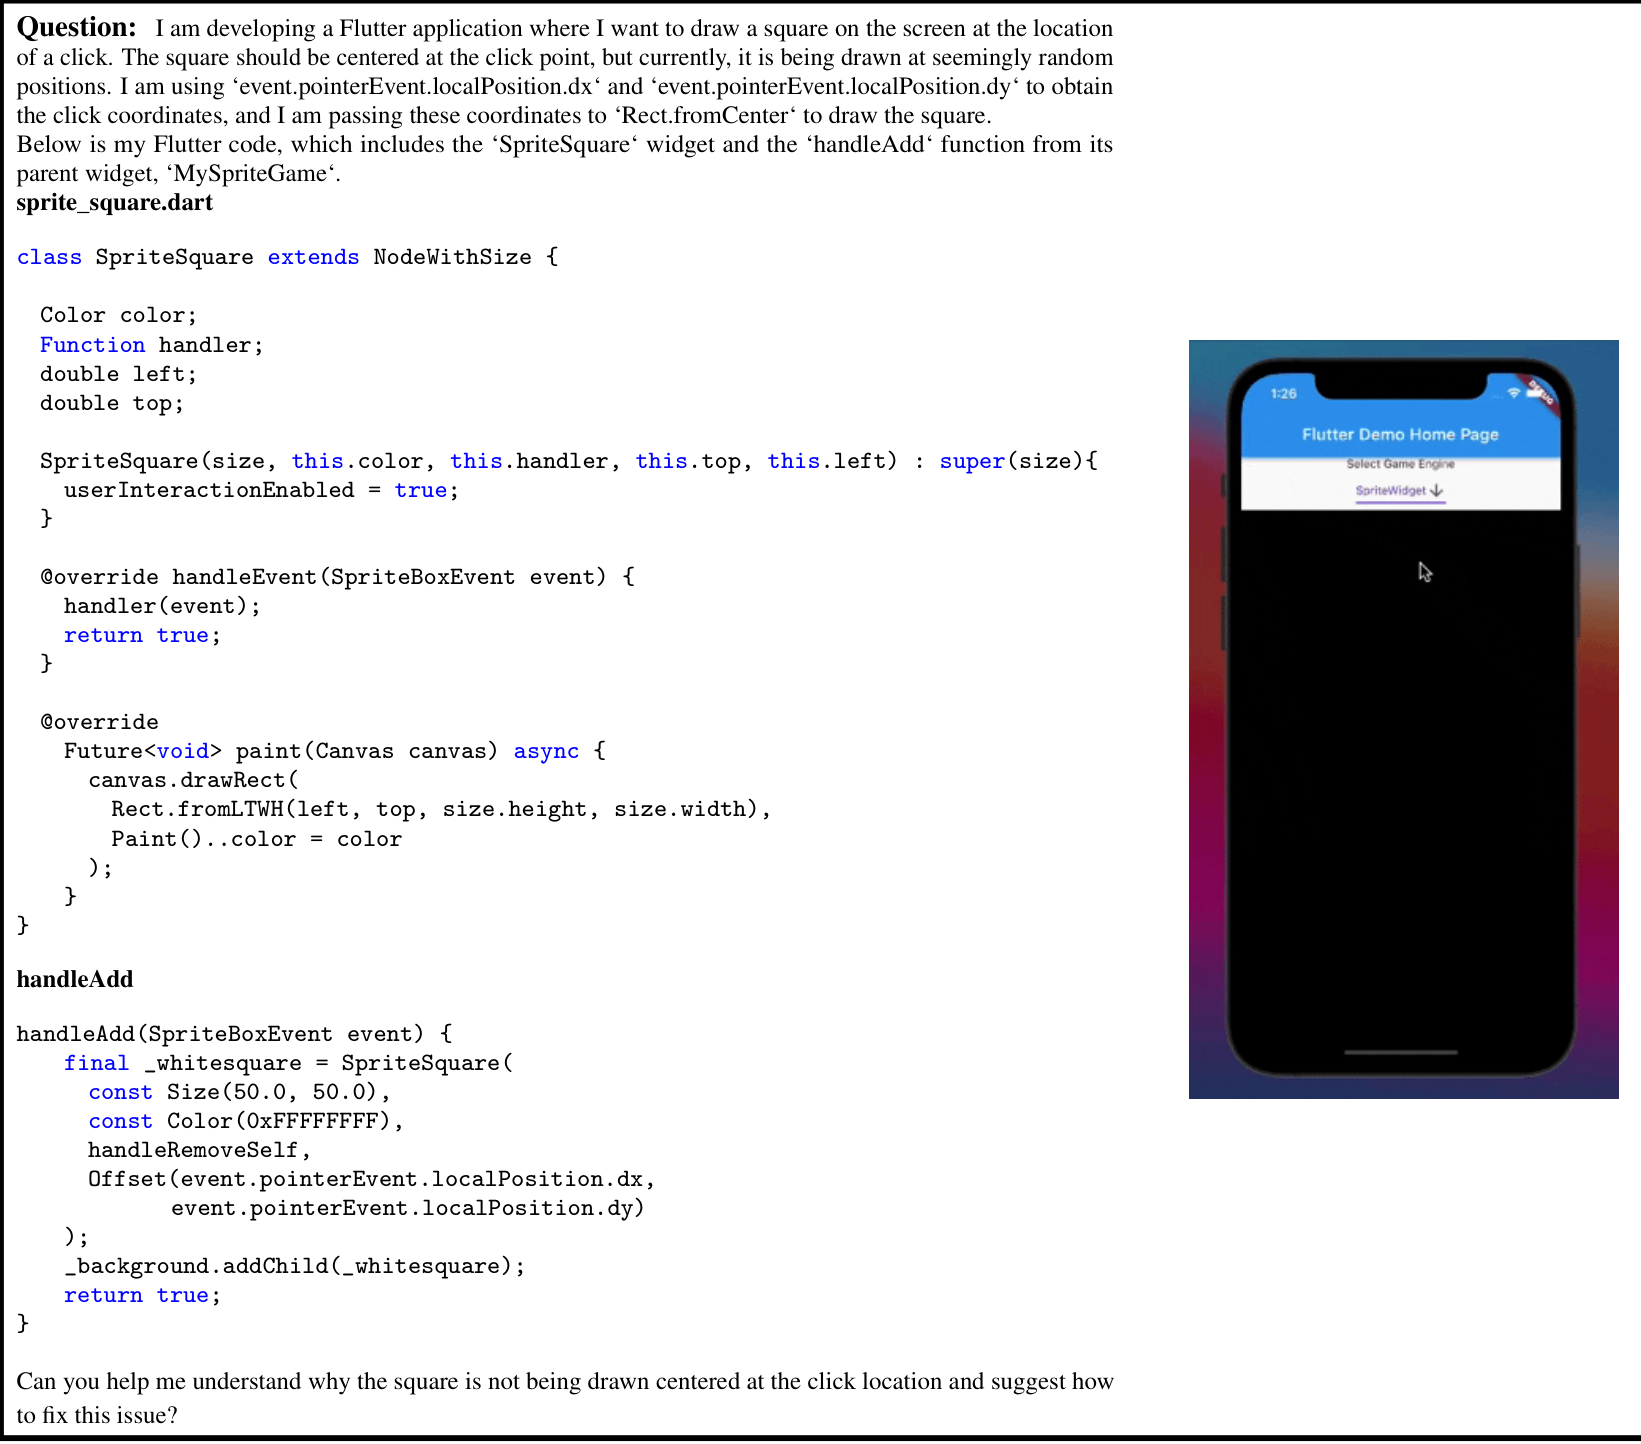 Question: I am developing a Flutter application where I want to draw a square on the screen at the location
of a click. The square should be centered at the click point, but currently, it is being drawn at seemingly random
positions. I am using ‘event.pointerEvent.localPosition.dx‘ and ‘event.pointerEvent.localPosition.dy‘ to obtain
the click coordinates, and I am passing these coordinates to ‘Rect.fromCenter‘ to draw the square.
Below is my Flutter code, which includes the ‘SpriteSquare‘ widget and the ‘handleAdd‘ function from its
parent widget, ‘MySpriteGame‘.
sprite_square.dart
class SpriteSquare extends NodeWithSize {
Color color;
Function handler;
double left;
double top;
SpriteSquare(size, this.color, this.handler, this.top, this.left) : super(size){
userInteractionEnabled = true;
}
@override handleEvent(SpriteBoxEvent event) {
handler(event);
return true;
}
@override
Future<void> paint(Canvas canvas) async {
canvas.drawRect(
Rect.fromLTWH(left, top, size.height, size.width),
Paint()..color = color
);
}
}
handleAdd
handleAdd(SpriteBoxEvent event) {
final _whitesquare = SpriteSquare(
const Size(50.0, 50.0),
const Color(0xFFFFFFFF),
handleRemoveSelf,
Offset(event.pointerEvent.localPosition.dx,
event.pointerEvent.localPosition.dy)
);
_background.addChild(_whitesquare);
return true;
}
Can you help me understand why the square is not being drawn centered at the click location and suggest how
to fix this issue?
1:26
DEBUG
Flutter Demo Home Page
Select Game Engine
SpriteWidget